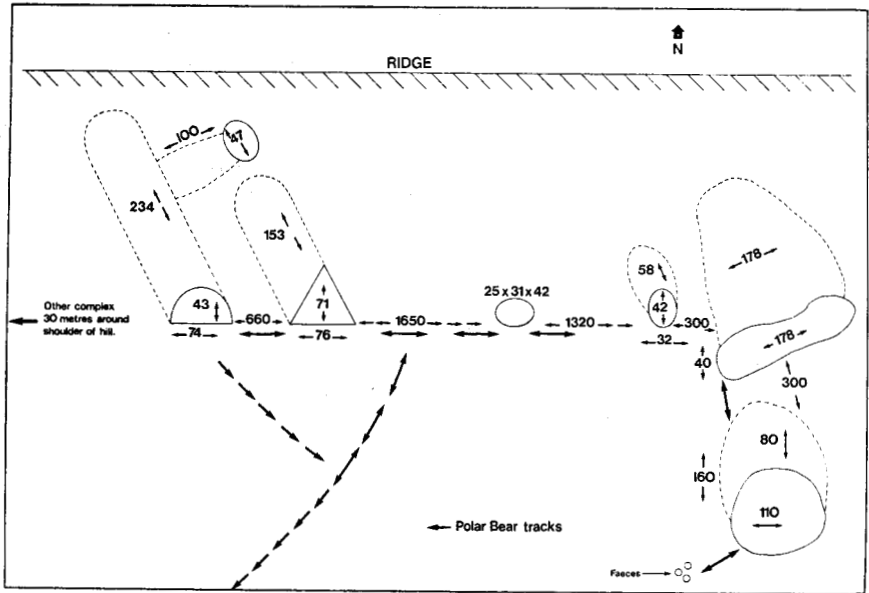 N
RIDGE
100
47
234
153
178
58
25 x 31 x 42
43
71
42
Other complex
30 metres around
shoulder of hill.
660
1650
1320
300
74
76
32
178
40
300
80
160
110
Polar Bear tracks
Faeces